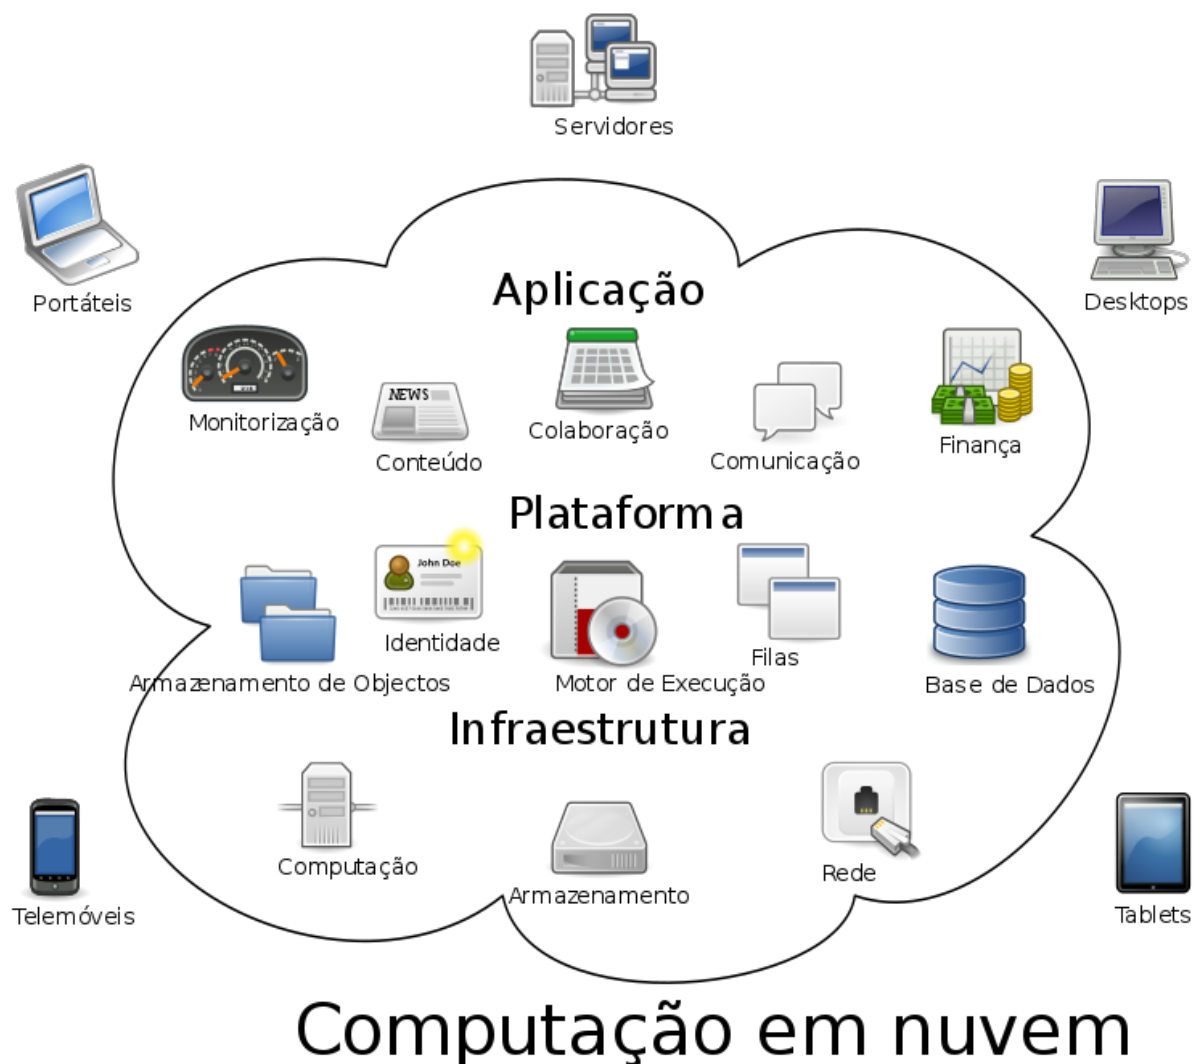 Servidores
Portáteis
Desktops
Aplicação
Monitorização
NEWS
Conteúdo
Colaboração
Comunicação
Finança
Plataforma
John Doe
Identidade
Armazenamento de Objectos
Motor de Execução
Filas
Base de Dados
Infraestrutura
Computação
Armazenamento
Rede
Telemóveis
Tablets
Computação em nuvem